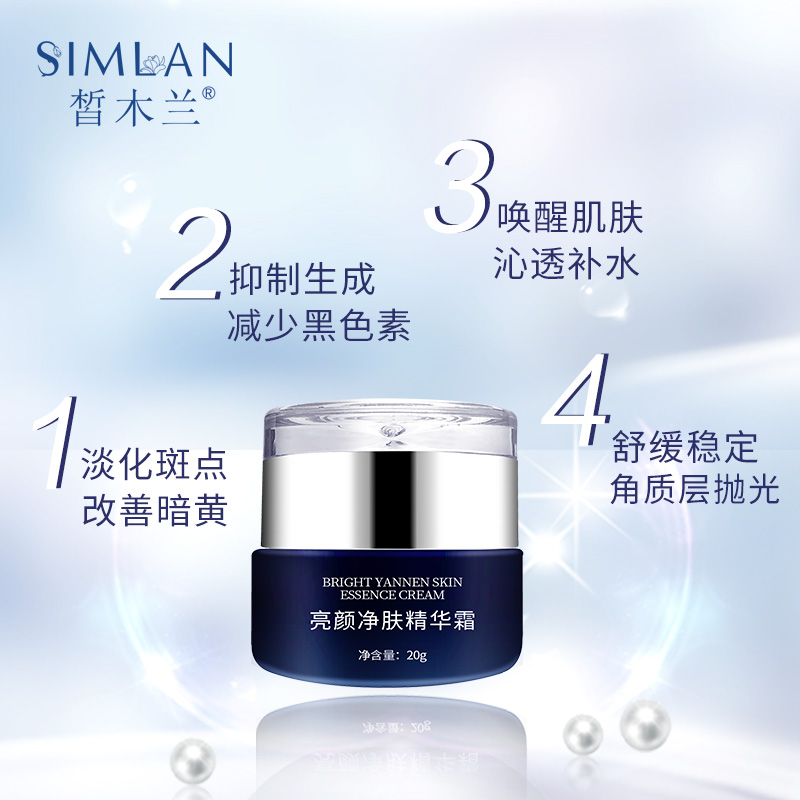 SIMLAN
皙木兰®
3
唤醒肌肤
沁透补水
2
抑制生成
减少黑色素
1
淡化斑点
改善暗黄
4
舒缓稳定
角质层抛光
BRIGHT YANNEN SKIN
ESSENCE CREAM
亮颜净肤精华霜
净含量：20g